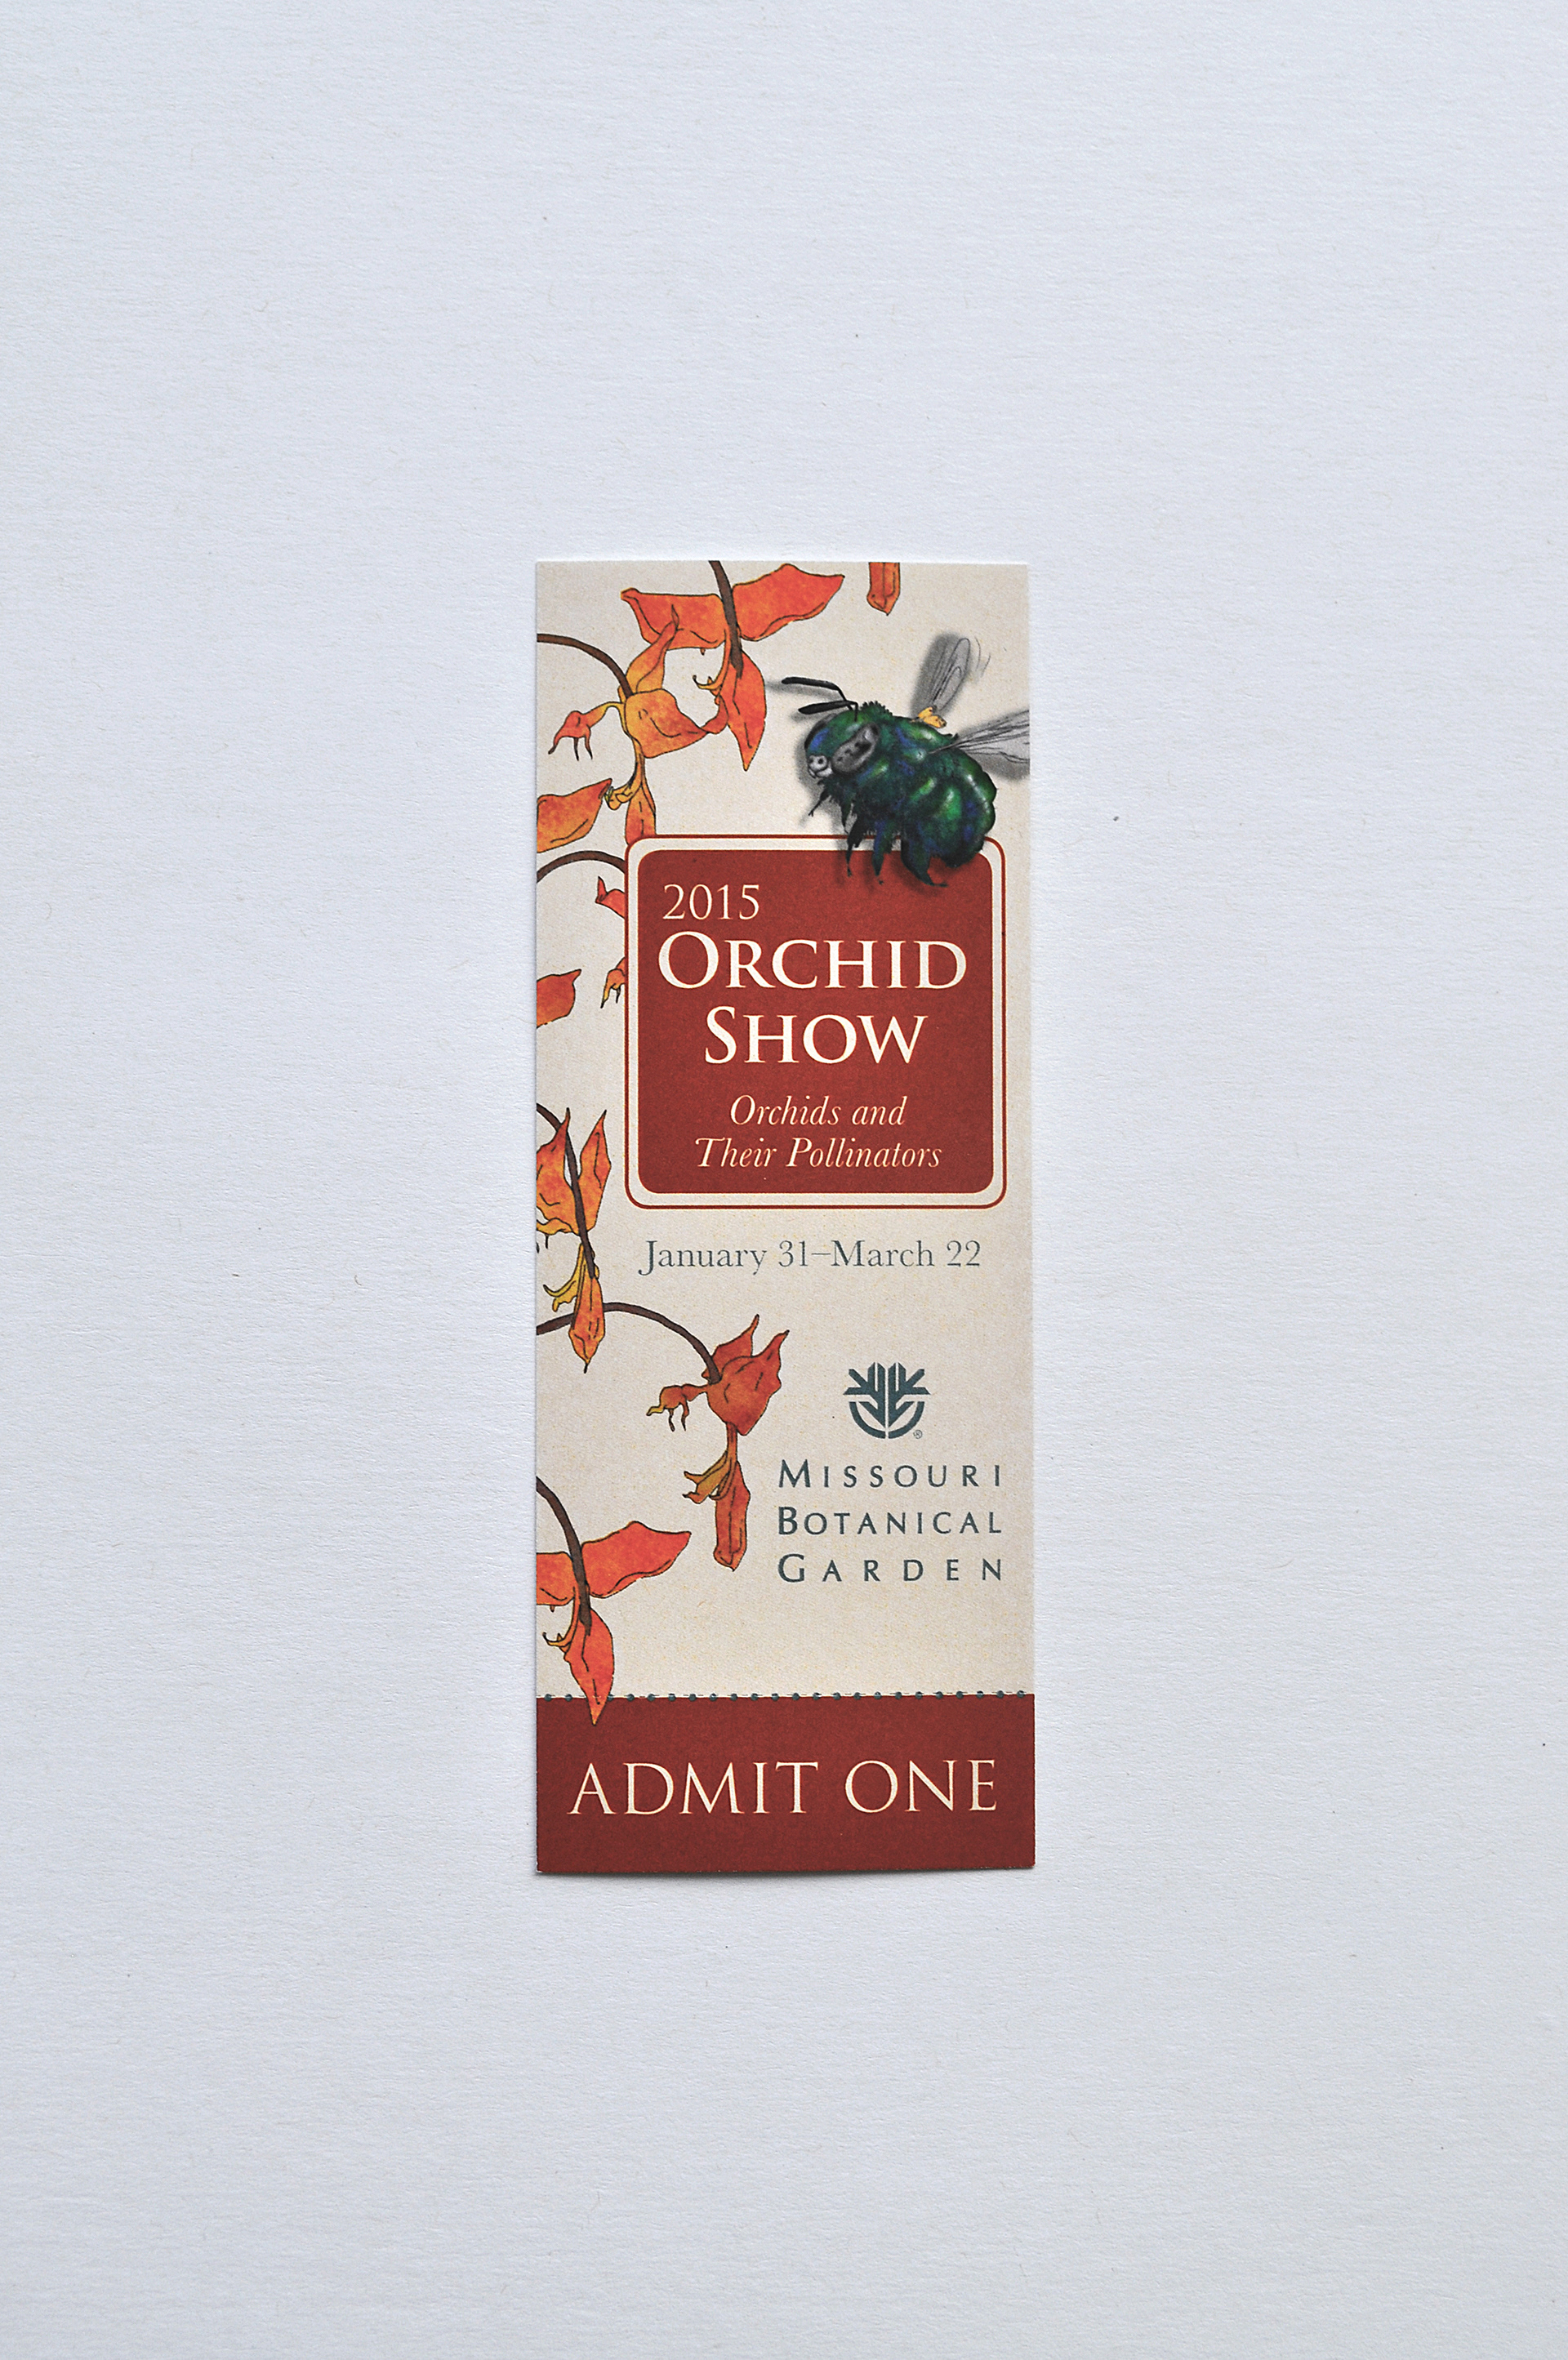 2015
ORCHID
SHOW
Orchids and
Their Pollinators
January 31–March 22
®
MISSOURI
BOTANICAL
GARDEN
ADMIT ONE